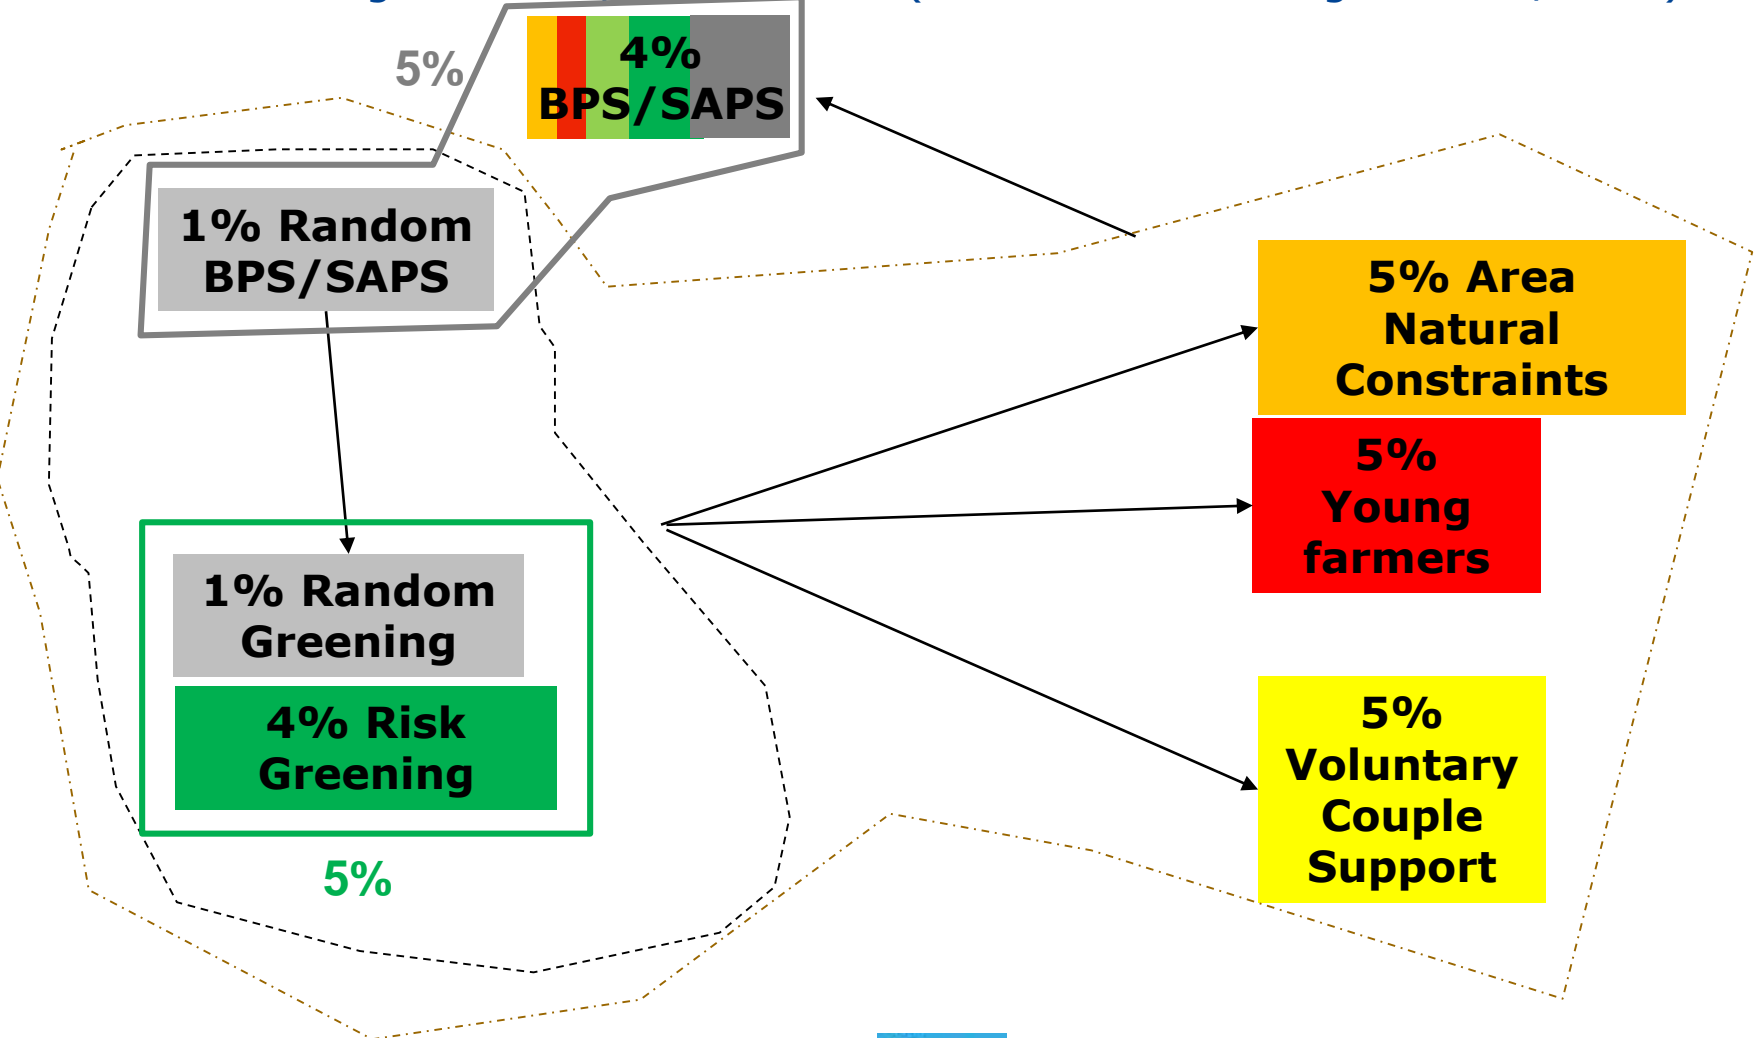 5%
4%
BPS/SAPS
1% Random
BPS/SAPS
5% Area
Natural
Constraints
5%
Young
farmers
1% Random
Greening
4% Risk
Greening
5%
5%
Voluntary
Couple
Support